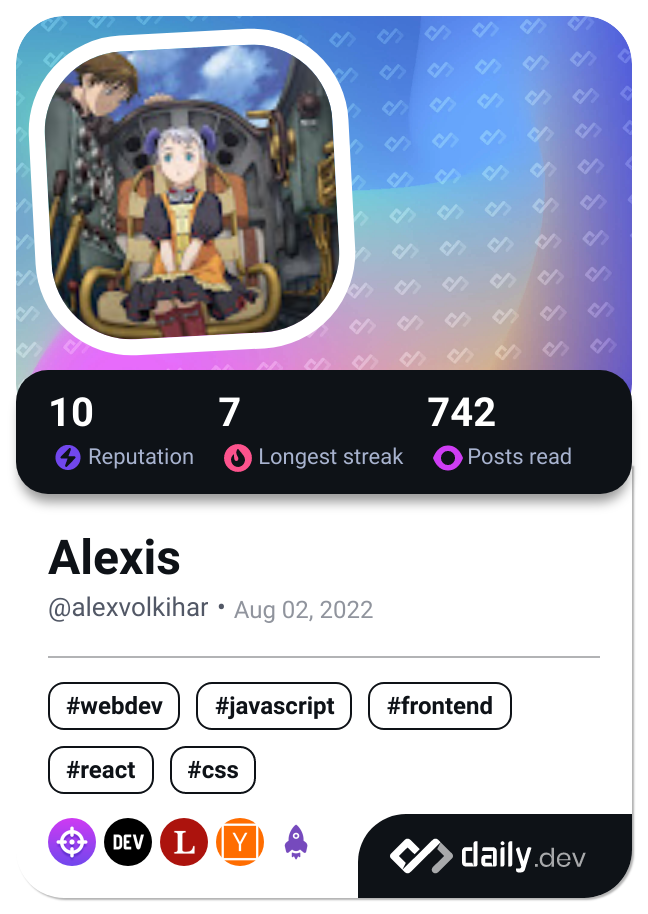 10 7 742
Reputation Longest streak Posts read
Alexis
@alexvolkihar • Aug 02, 2022
#webdev #javascript #frontend
#react #css
DEV L Y
daily.dev